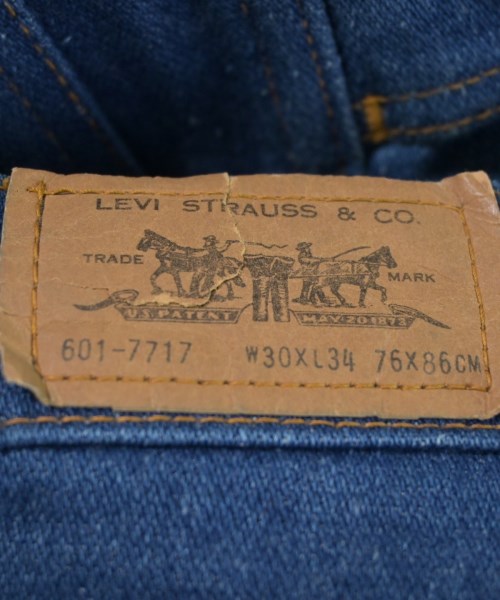 LEVI STRAUSS & CO.
TRADE MARK
U.S. PATENT MAY 20 1873
601-7717 W30XL34 76X86CM